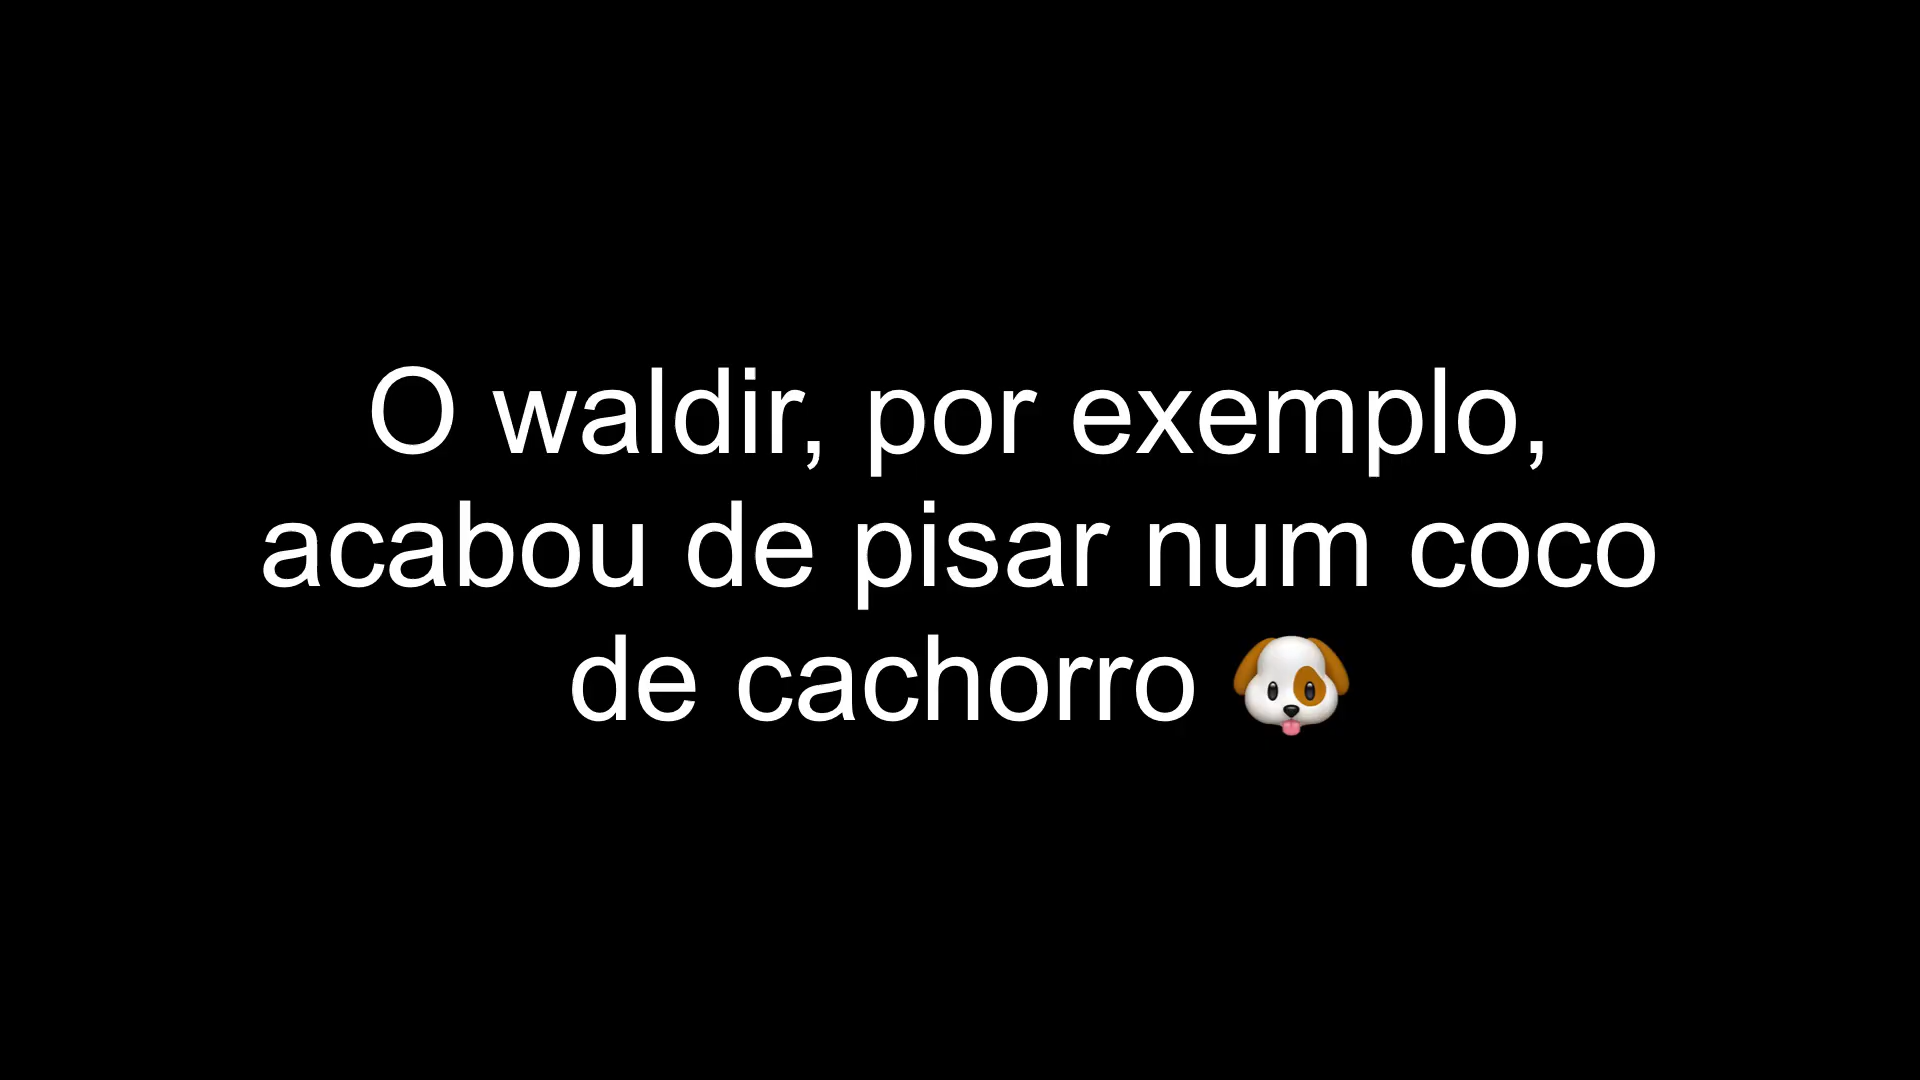 O waldir, por exemplo,
acabou de pisar num coco
de cachorro 🐶